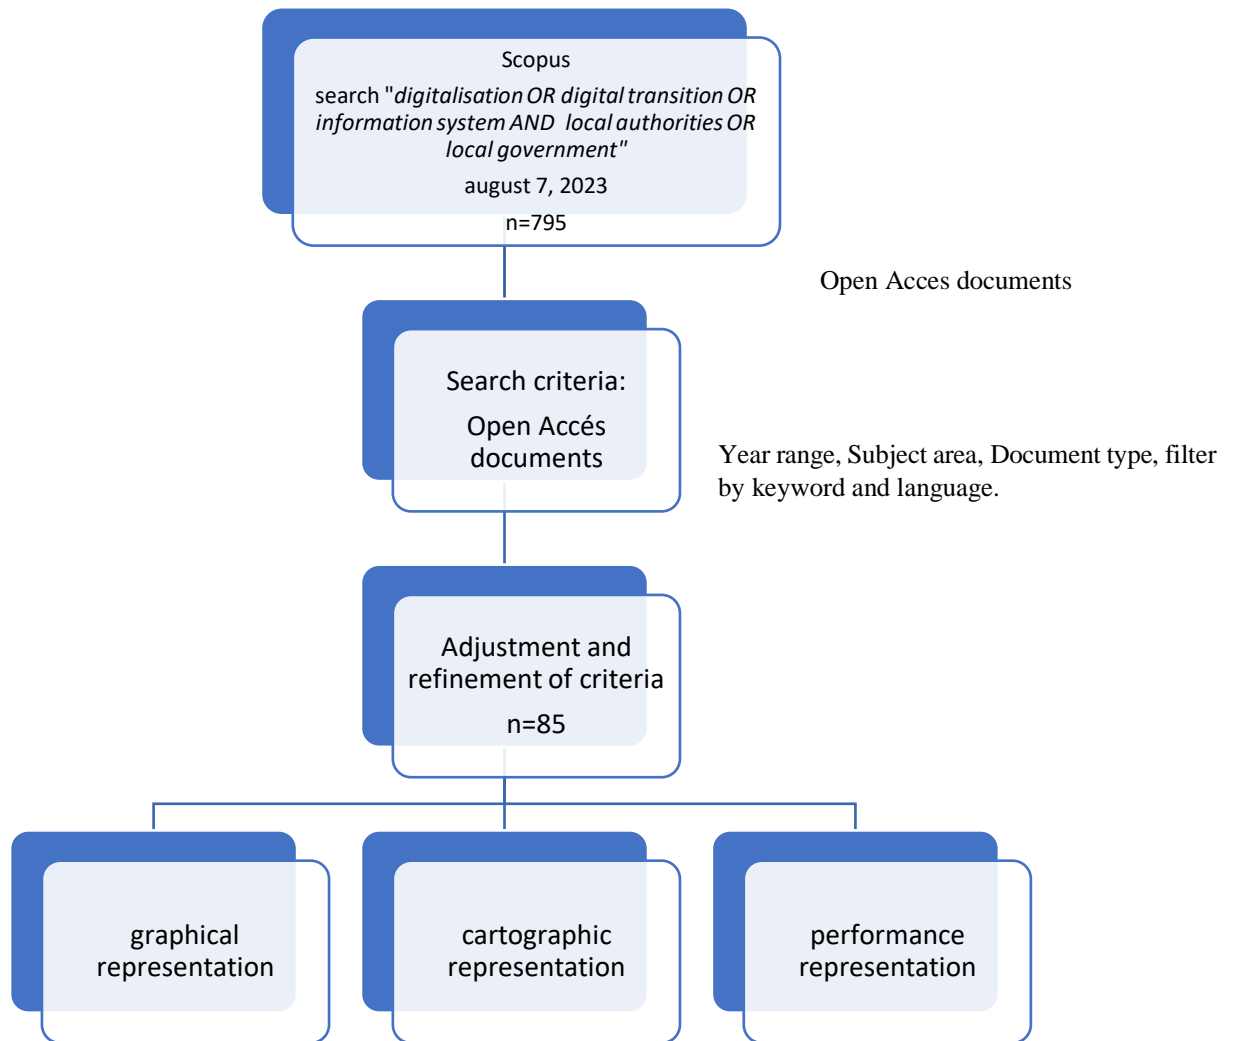 Scopus
search "digitalisation OR digital transition OR
information system AND local authorities OR
local government"
august 7, 2023
n=795
Open Acces documents
Search criteria:
Open Accés
documents
Year range, Subject area, Document type, filter
by keyword and language.
Adjustment and
refinement of criteria
n=85
graphical
representation
cartographic
representation
performance
representation